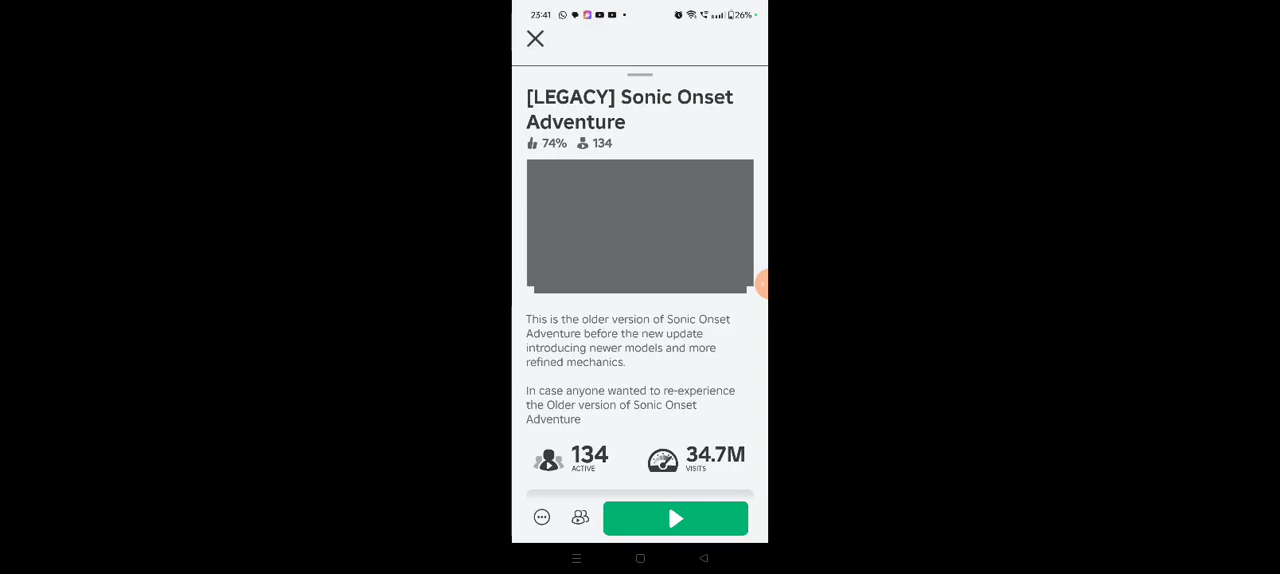 23:41 26%
[LEGACY] Sonic Onset
Adventure
74% 134
This is the older version of Sonic Onset
Adventure before the new update
introducing newer models and more
refined mechanics.
In case anyone wanted to re-experience
the Older version of Sonic Onset
Adventure
134 34.7M
ACTIVE VISITS